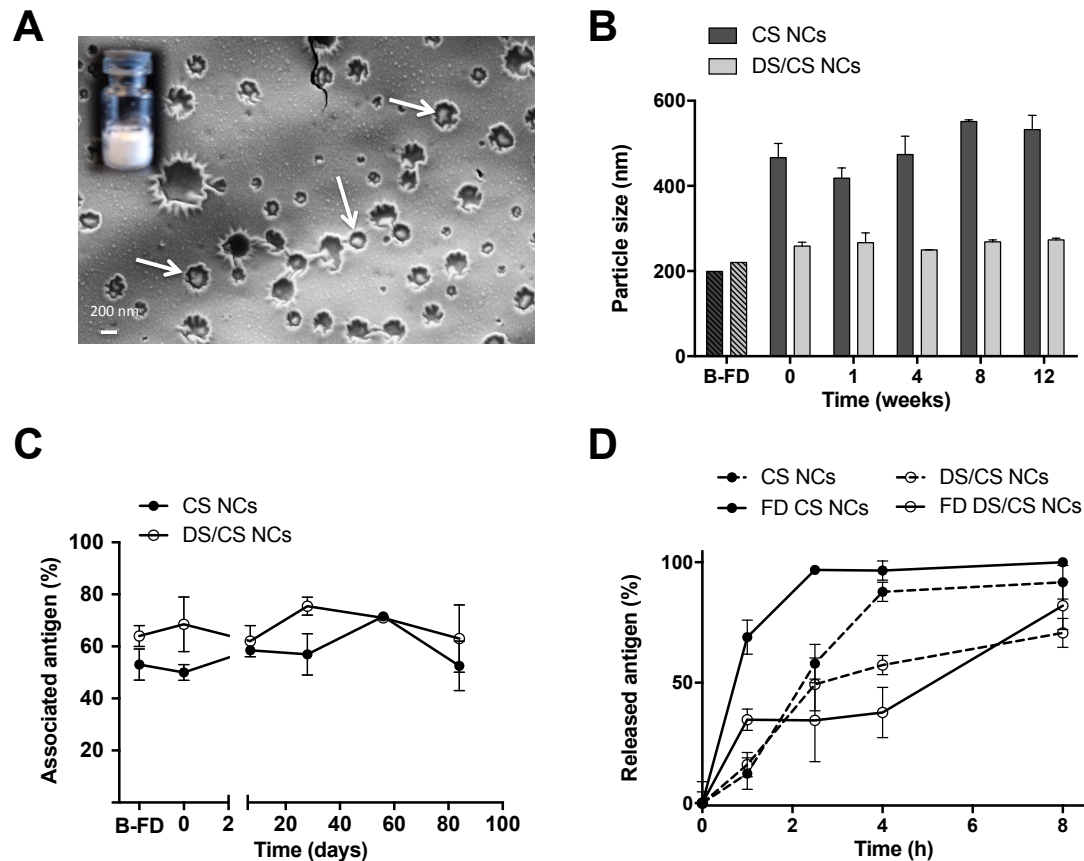 A
200 nm
B
CS NCs
DS/CS NCs
Particle size (nm)
600
400
200
0
B-FD 0 1 4 8 12
Time (weeks)
C
CS NCs
DS/CS NCs
Associated antigen (%)
100
80
60
40
20
B-FD 0 2 20 40 60 80 100
Time (days)
D
CS NCs DS/CS NCs
FD CS NCs FD DS/CS NCs
Released antigen (%)
100
50
0
0 2 4 6 8
Time (h)